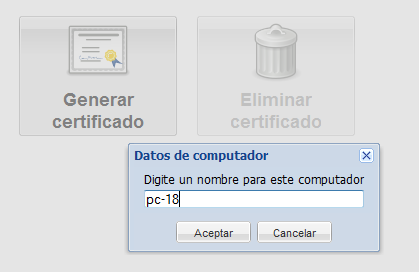 Generar
certificado
Eliminar
certificado
Datos de computador
Digite un nombre para este computador
pc-18
Aceptar
Cancelar